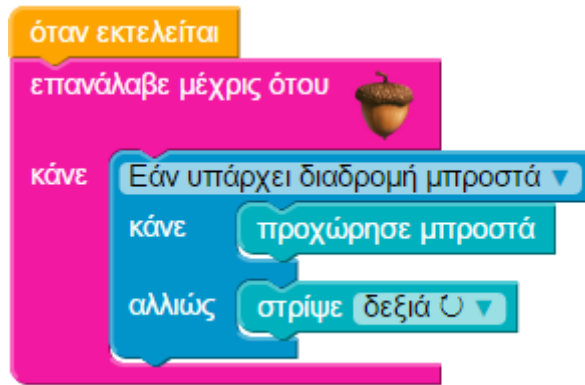 όταν εκτελείται
επανάλαβε μέχρις ότου
κάνε Εάν υπάρχει διαδρομή μπροστά
κάνε προχώρησε μπροστά
αλλιώς στρίψε δεξιά ↻